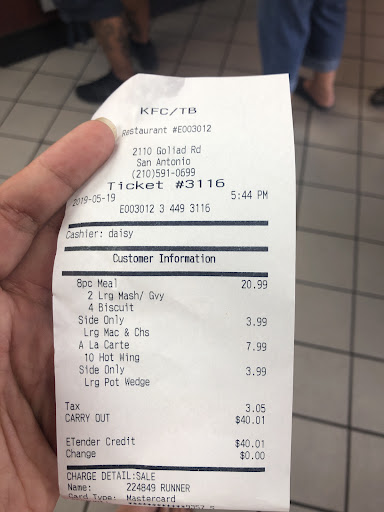 KFC/TB
Restaurant #E003012
2110 Goliad Rd
San Antonio
(210)591-0699
Ticket #3116
2019-05-19 5:44 PM
E003012 3 449 3116
Cashier: daisy
Customer Information
8pc Meal 20.99
2 Lrg Mash/ Gvy
4 Biscuit
Side Only 3.99
Lrg Mac & Chs
A La Carte 7.99
10 Hot Wing
Side Only 3.99
Lrg Pot Wedge
Tax 3.05
CARRY OUT $40.01
ETender Credit $40.01
Change $0.00
CHARGE DETAIL:SALE
Name: 224849 RUNNER
Card Type: Mastercard